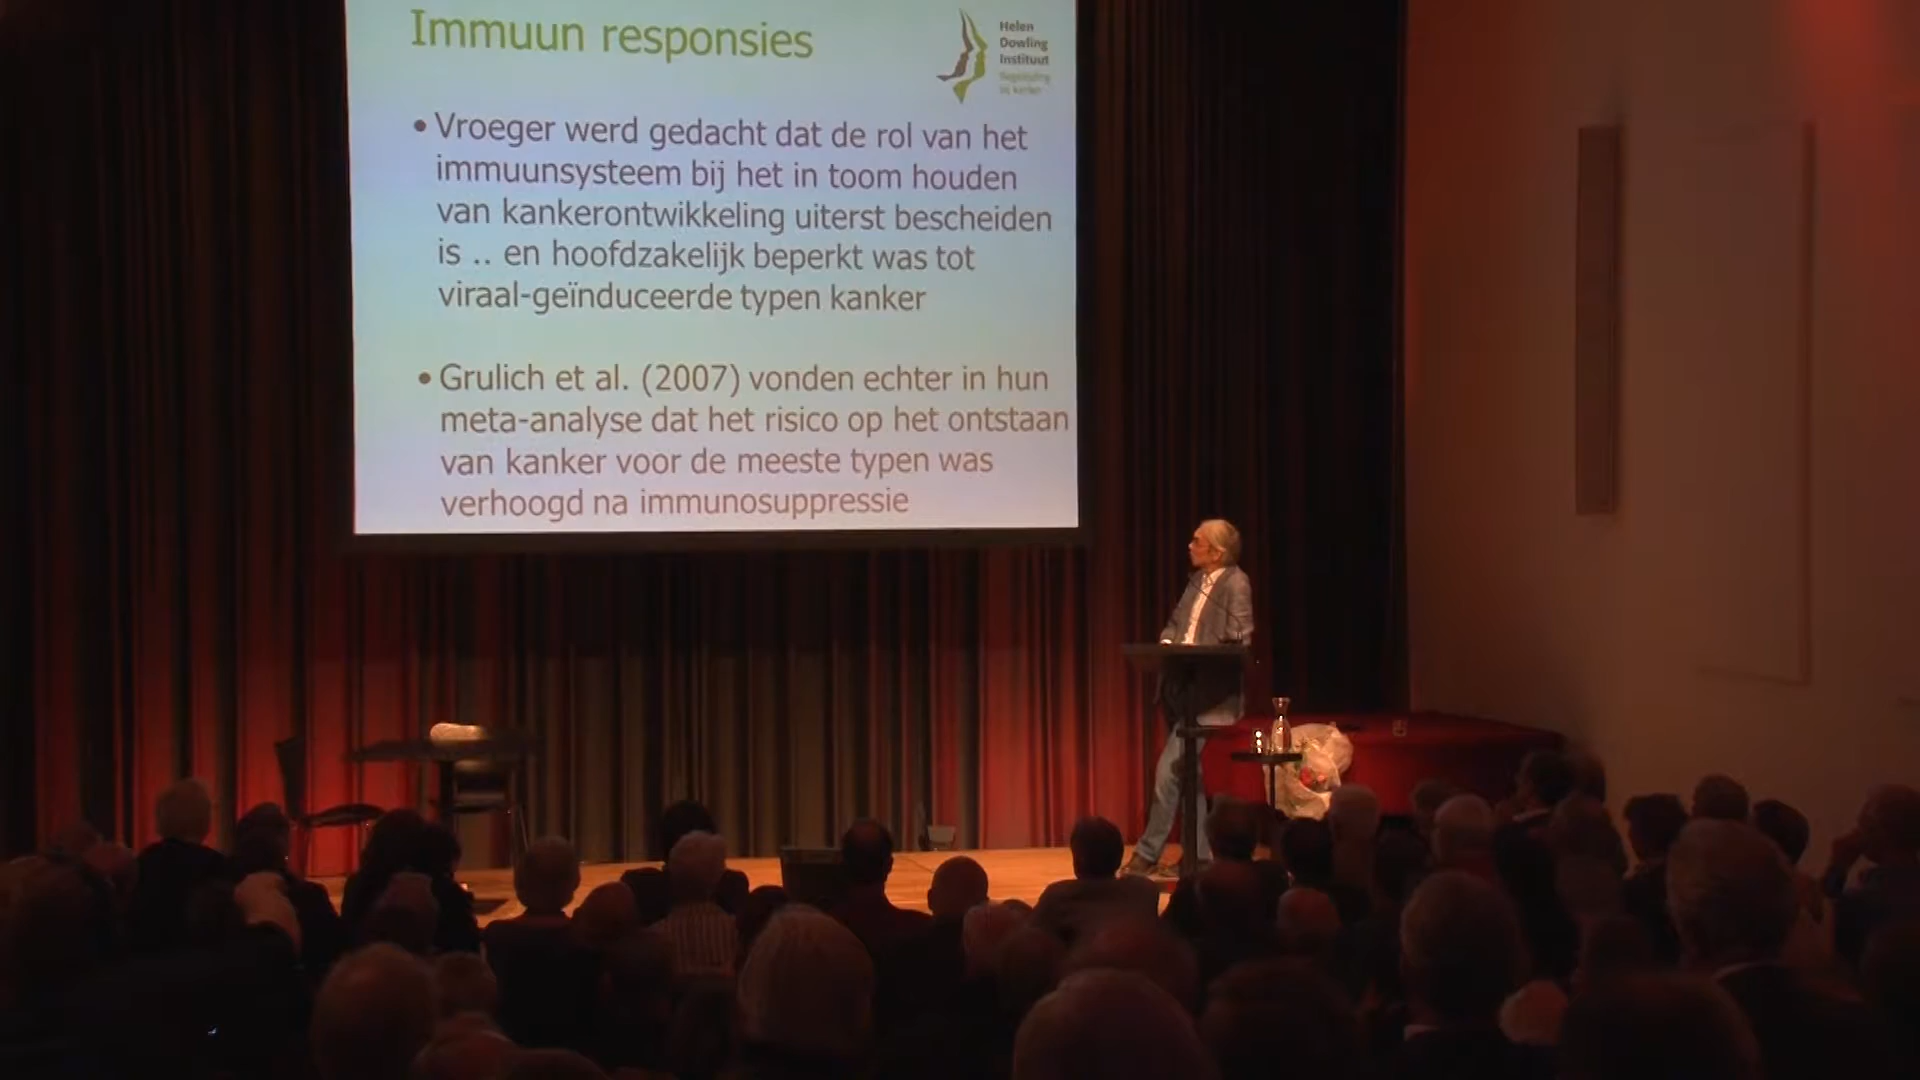 Immuun responsies
Helen
Dowling
Instituut
Begeleiding
bij kanker
• Vroeger werd gedacht dat de rol van het
immuunsysteem bij het in toom houden
van kankerontwikkeling uiterst bescheiden
is .. en hoofdzakelijk beperkt was tot
viraal-geïnduceerde typen kanker
• Grulich et al. (2007) vonden echter in hun
meta-analyse dat het risico op het ontstaan
van kanker voor de meeste typen was
verhoogd na immunosuppressie